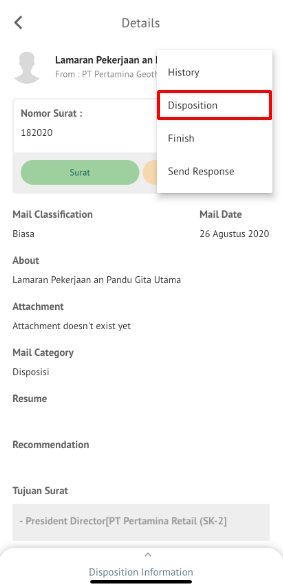 Details
Lamaran Pekerjaan an
From : PT Pertamina Geoth
History
Disposition
Finish
Send Response
Nomor Surat :
182020
Surat
Mail Classification
Mail Date
Biasa
26 Agustus 2020
About
Lamaran Pekerjaan an Pandu Gita Utama
Attachment
Attachment doesn't exist yet
Mail Category
Disposisi
Resume
Recommendation
Tujuan Surat
- President Director[PT Pertamina Retail (SK-2]
Disposition Information